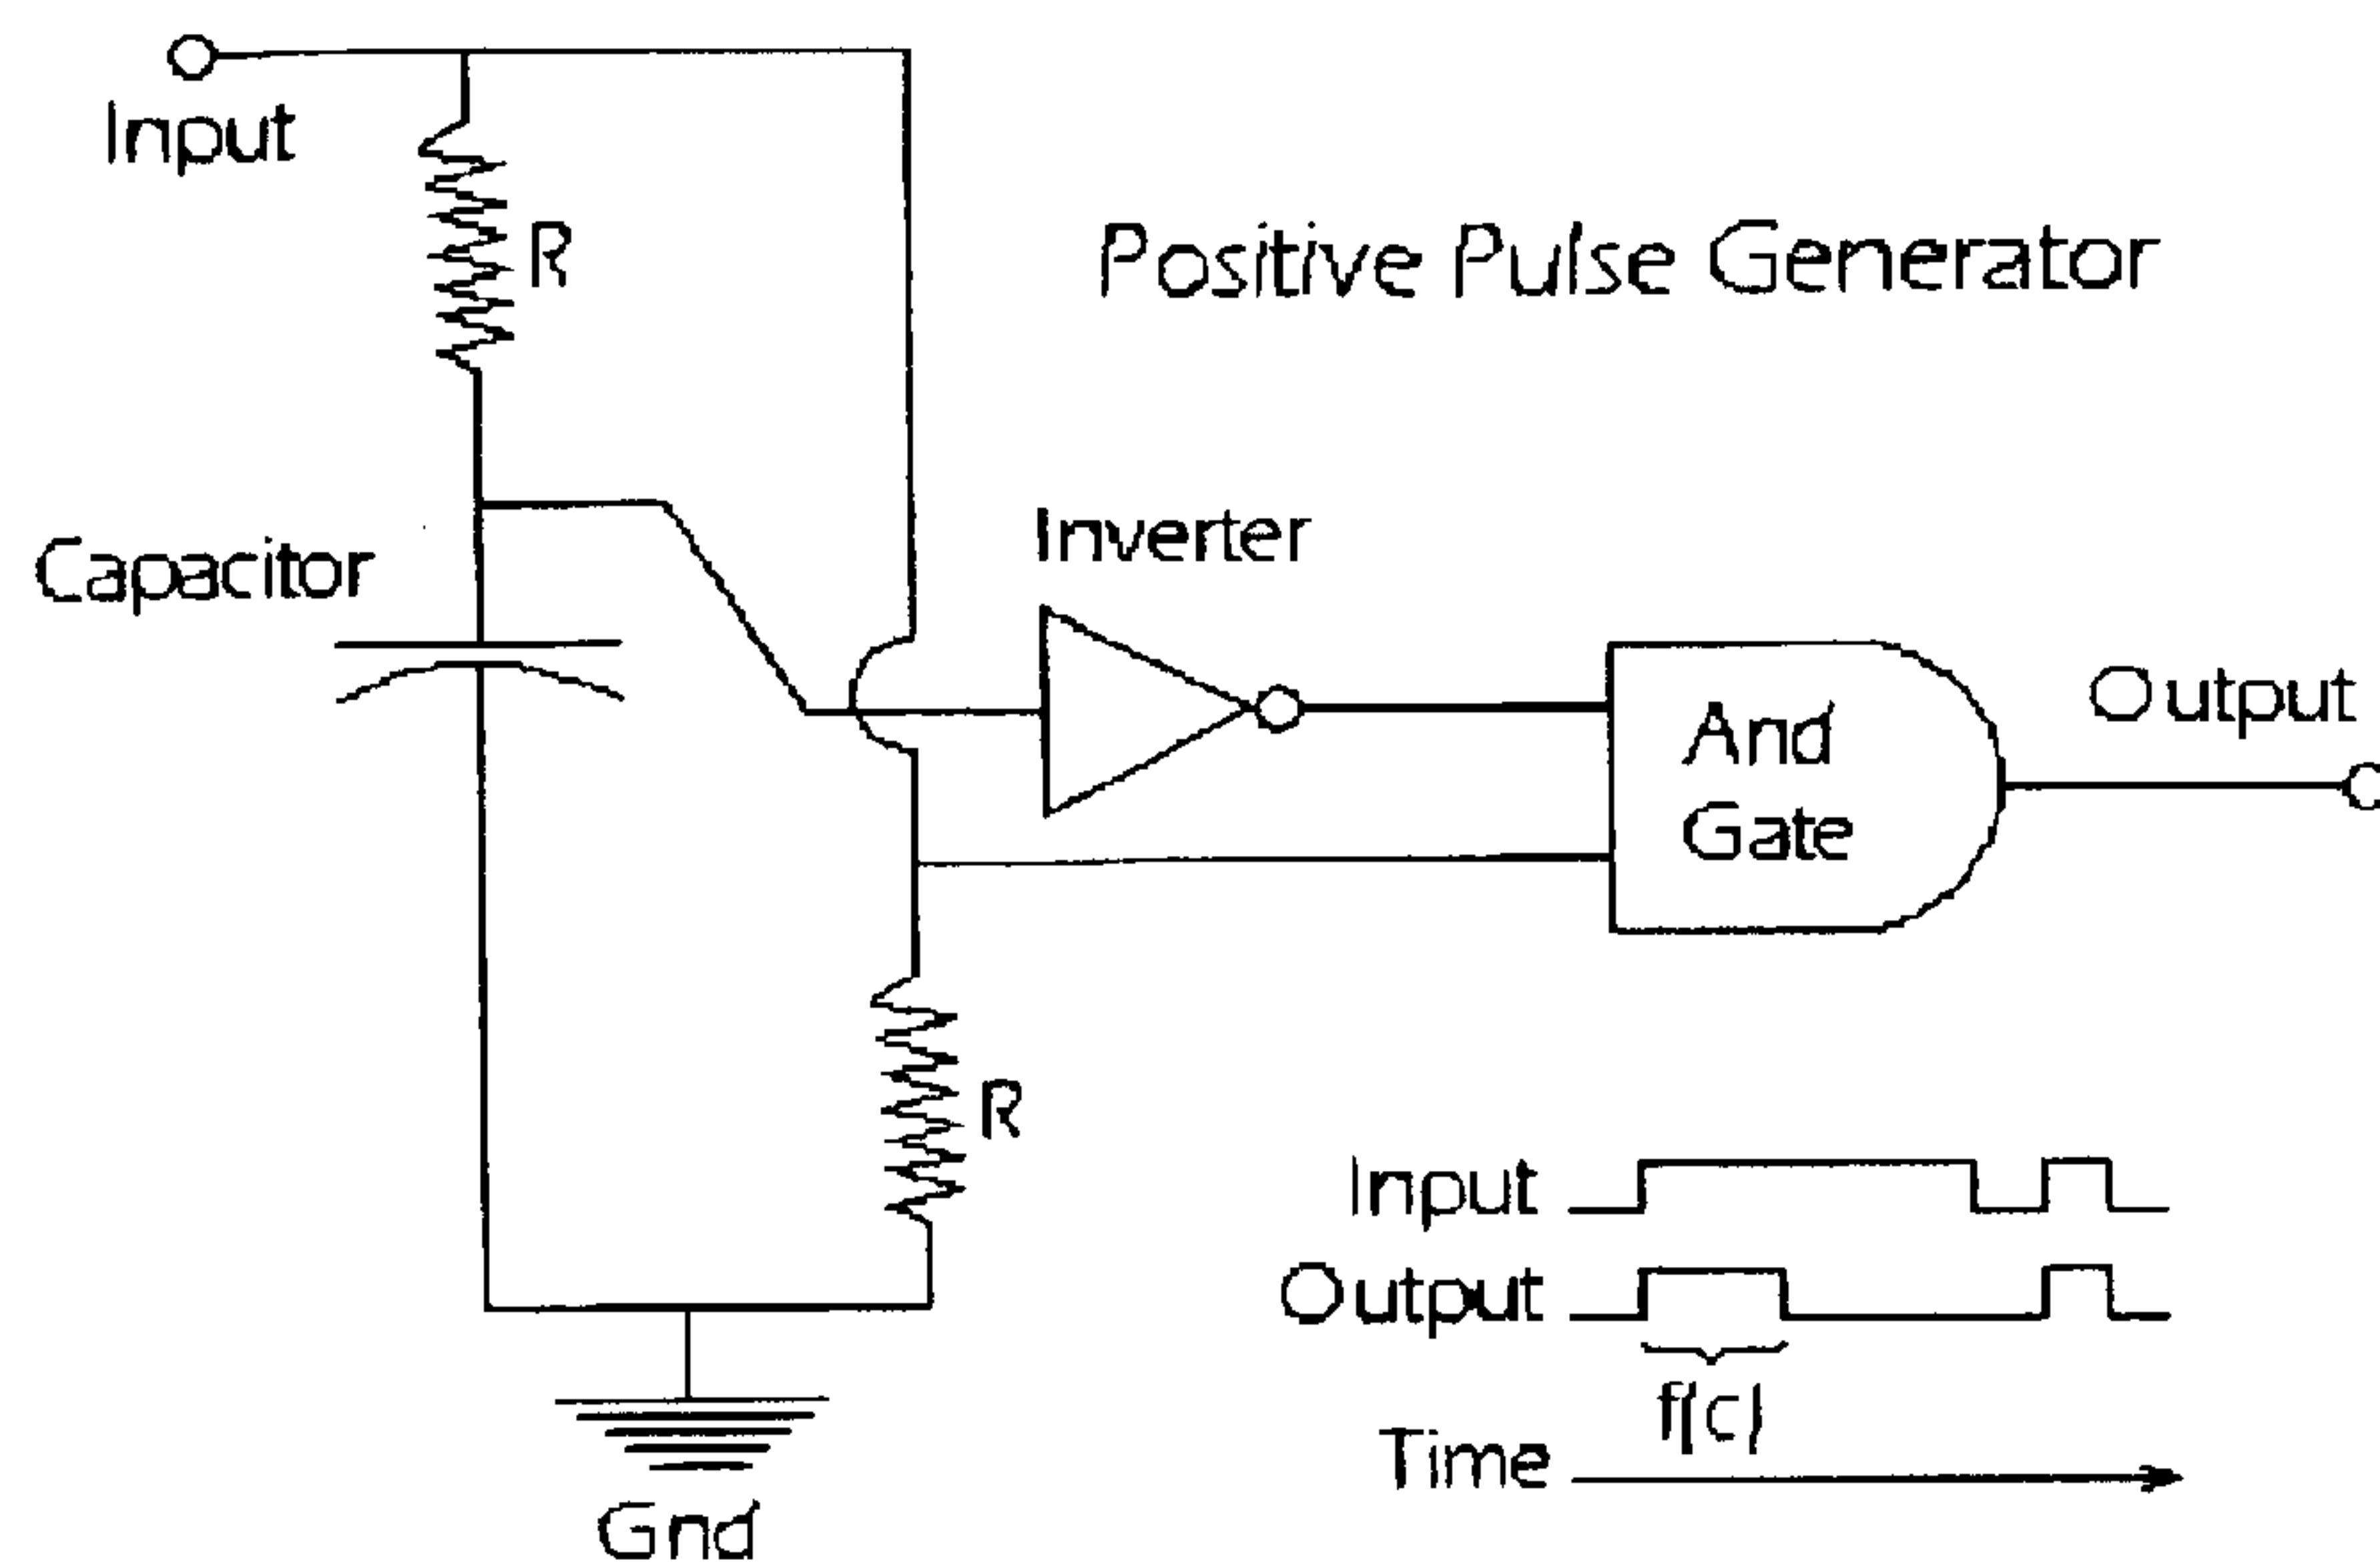 Input
R
Positive Pulse Generator
Capacitor
Inverter
And
Gate
Output
R
Input
Output
f(c)
Time
Gnd